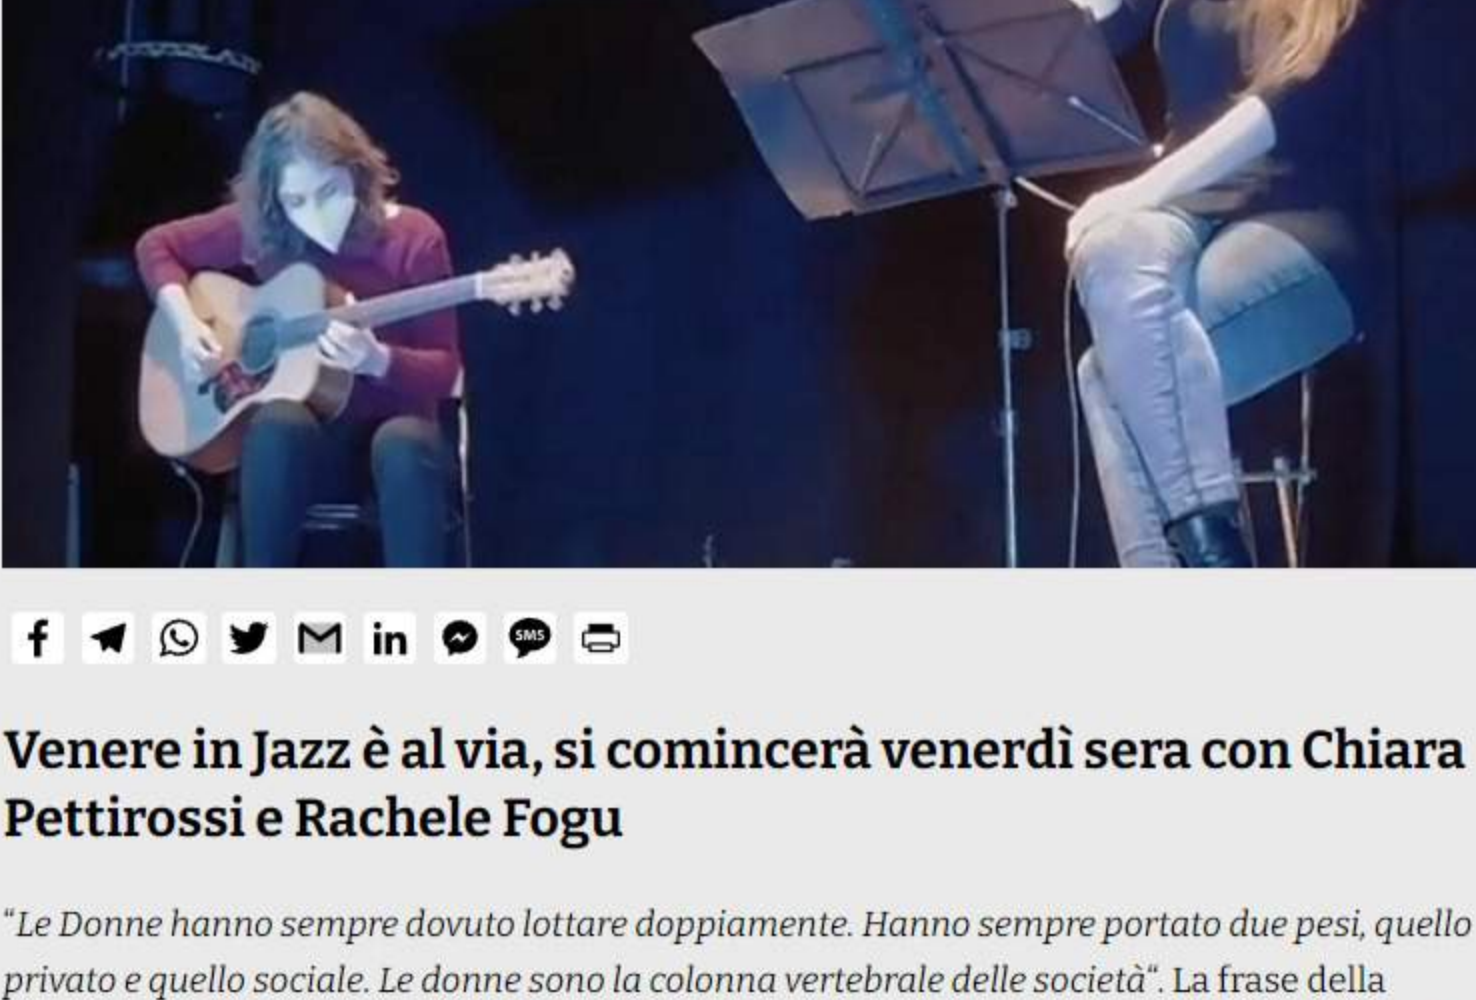 SMS
Venere in Jazz è al via, si comincerà venerdì sera con Chiara
Pettirossi e Rachele Fogu
“Le Donne hanno sempre dovuto lottare doppiamente. Hanno sempre portato due pesi, quello
privato e quello sociale. Le donne sono la colonna vertebrale delle società“. La frase della